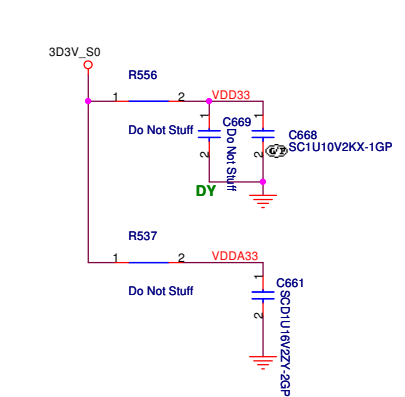 3D3V_S0
R556
1
2
VDD33
Do Not Stuff
1
2
C669
Do Not Stuff
DY
1
2
C668
SC1U10V2KX-1GP
R537
1
2
VDDA33
Do Not Stuff
1
2
C661
SCD1U16V2ZY-2GP